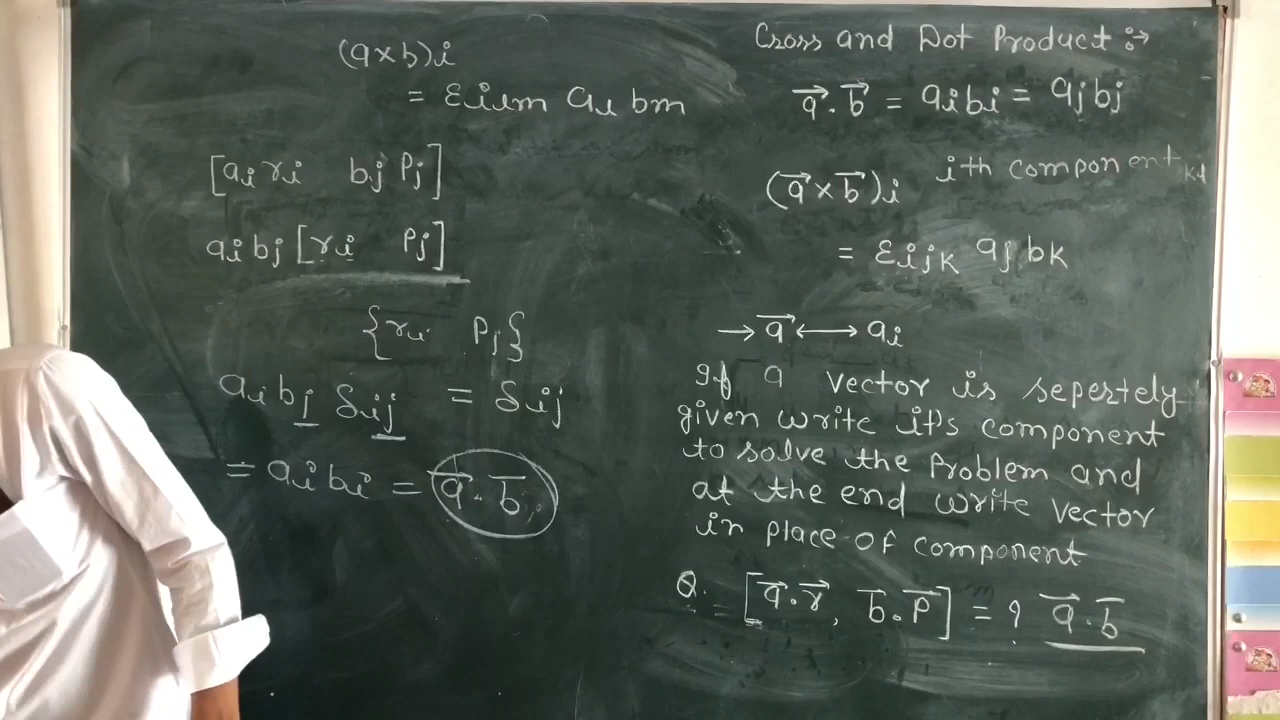 (a×b)i
= εilm al bm
[ai ri bj Pj]
ai bj [ri Pj]
{ri Pj}
ai bj δij = δij
= ai bi = a⃗ · b⃗
Cross and Dot Product :→
a⃗ . b⃗ = ai bi = aj bj
(a⃗ × b⃗)i ith component
= εijk aj bk
→ a⃗ ↔ ai
If a vector is sepertely
given write it's component
to solve the Problem and
at the end write vector
in place of component
Q. = [a⃗ . r⃗ , b⃗ . P⃗] = ? a⃗ . b⃗